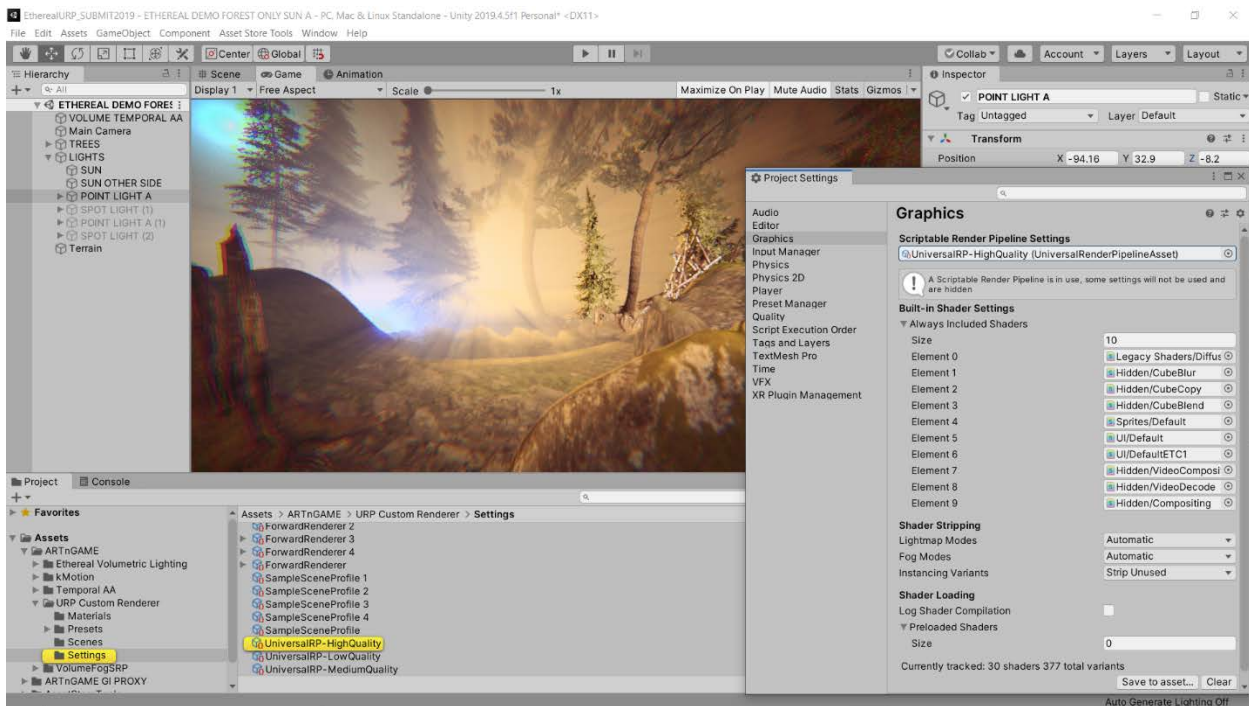 EtherealURP_SUBMIT2019 - ETHEREAL DEMO FOREST ONLY SUN A - PC, Mac & Linux Standalone - Unity 2019.4.5f1 Personal* <DX11>
File Edit Assets GameObject Component Asset Store Tools Window Help
Center Global Collab Account Layers Layout
Hierarchy Scene Game Animation Inspector
All Display 1 Free Aspect Scale 1x Maximize On Play Mute Audio Stats Gizmos
POINT LIGHT A Static
Tag Untagged Layer Default
Transform
Position X -94.16 Y 32.9 Z -8.2
ETHEREAL DEMO FORES
VOLUME TEMPORAL AA
Main Camera
TREES
LIGHTS
SUN
SUN OTHER SIDE
POINT LIGHT A
SPOT LIGHT (1)
POINT LIGHT A (1)
SPOT LIGHT (2)
Terrain
Project Settings
Audio
Editor
Graphics
Input Manager
Physics
Physics 2D
Player
Preset Manager
Quality
Script Execution Order
Tags and Layers
TextMesh Pro
Time
VFX
XR Plugin Management
Graphics
Scriptable Render Pipeline Settings
UniversalRP-HighQuality (UniversalRenderPipelineAsset)
A Scriptable Render Pipeline is in use, some settings will not be used and
are hidden
Built-in Shader Settings
Always Included Shaders
Size 10
Element 0 Legacy Shaders/Diffus
Element 1 Hidden/CubeBlur
Element 2 Hidden/CubeCopy
Element 3 Hidden/CubeBlend
Element 4 Sprites/Default
Element 5 UI/Default
Element 6 UI/DefaultETC1
Element 7 Hidden/VideoComposi
Element 8 Hidden/VideoDecode
Element 9 Hidden/Compositing
Shader Stripping
Lightmap Modes Automatic
Fog Modes Automatic
Instancing Variants Strip Unused
Shader Loading
Log Shader Compilation
Preloaded Shaders
Size 0
Currently tracked: 30 shaders 377 total variants
Save to asset... Clear
Project Console
Favorites
Assets
ARTnGAME
Ethereal Volumetric Lighting
kMotion
Temporal AA
URP Custom Renderer
Materials
Presets
Scenes
Settings
VolumeFogSRP
ARTnGAME GI PROXY
Assets > ARTnGAME > URP Custom Renderer > Settings
ForwardRenderer 2
ForwardRenderer 3
ForwardRenderer 4
ForwardRenderer
SampleSceneProfile 1
SampleSceneProfile 2
SampleSceneProfile 3
SampleSceneProfile 4
SampleSceneProfile
UniversalRP-HighQuality
UniversalRP-LowQuality
UniversalRP-MediumQuality
Auto Generate Lighting Off